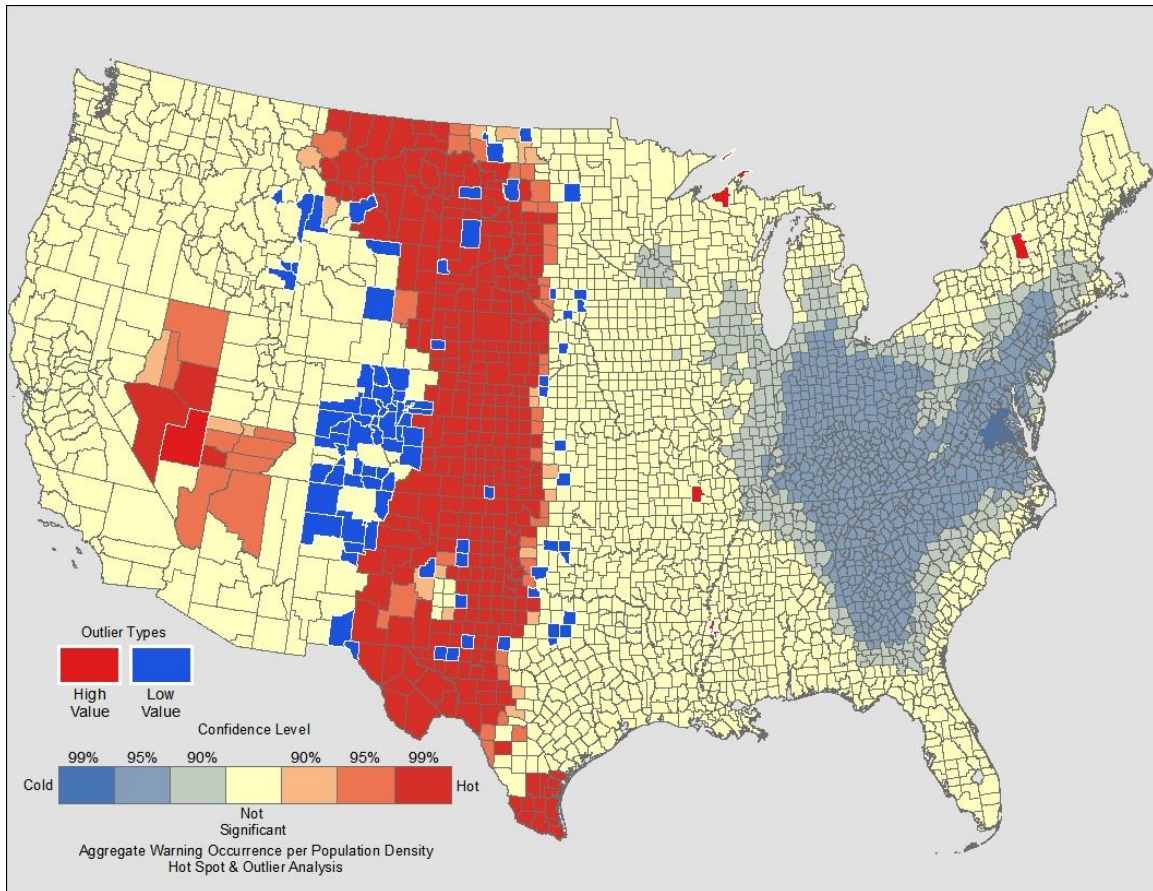 Outlier Types
High Low
Value Value
Confidence Level
99% 95% 90% 90% 95% 99%
Cold Hot
Not
Significant
Aggregate Warning Occurrence per Population Density
Hot Spot & Outlier Analysis